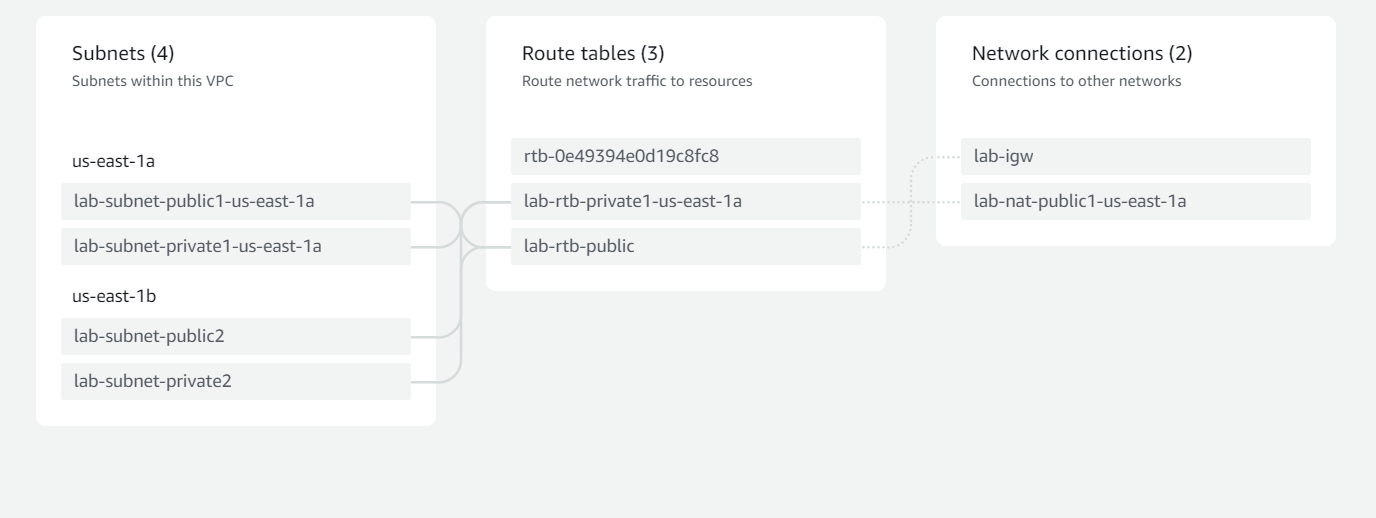 Subnets (4)
Subnets within this VPC
us-east-1a
lab-subnet-public1-us-east-1a
lab-subnet-private1-us-east-1a
us-east-1b
lab-subnet-public2
lab-subnet-private2
Route tables (3)
Route network traffic to resources
rtb-0e49394e0d19c8fc8
lab-rtb-private1-us-east-1a
lab-rtb-public
Network connections (2)
Connections to other networks
lab-igw
lab-nat-public1-us-east-1a